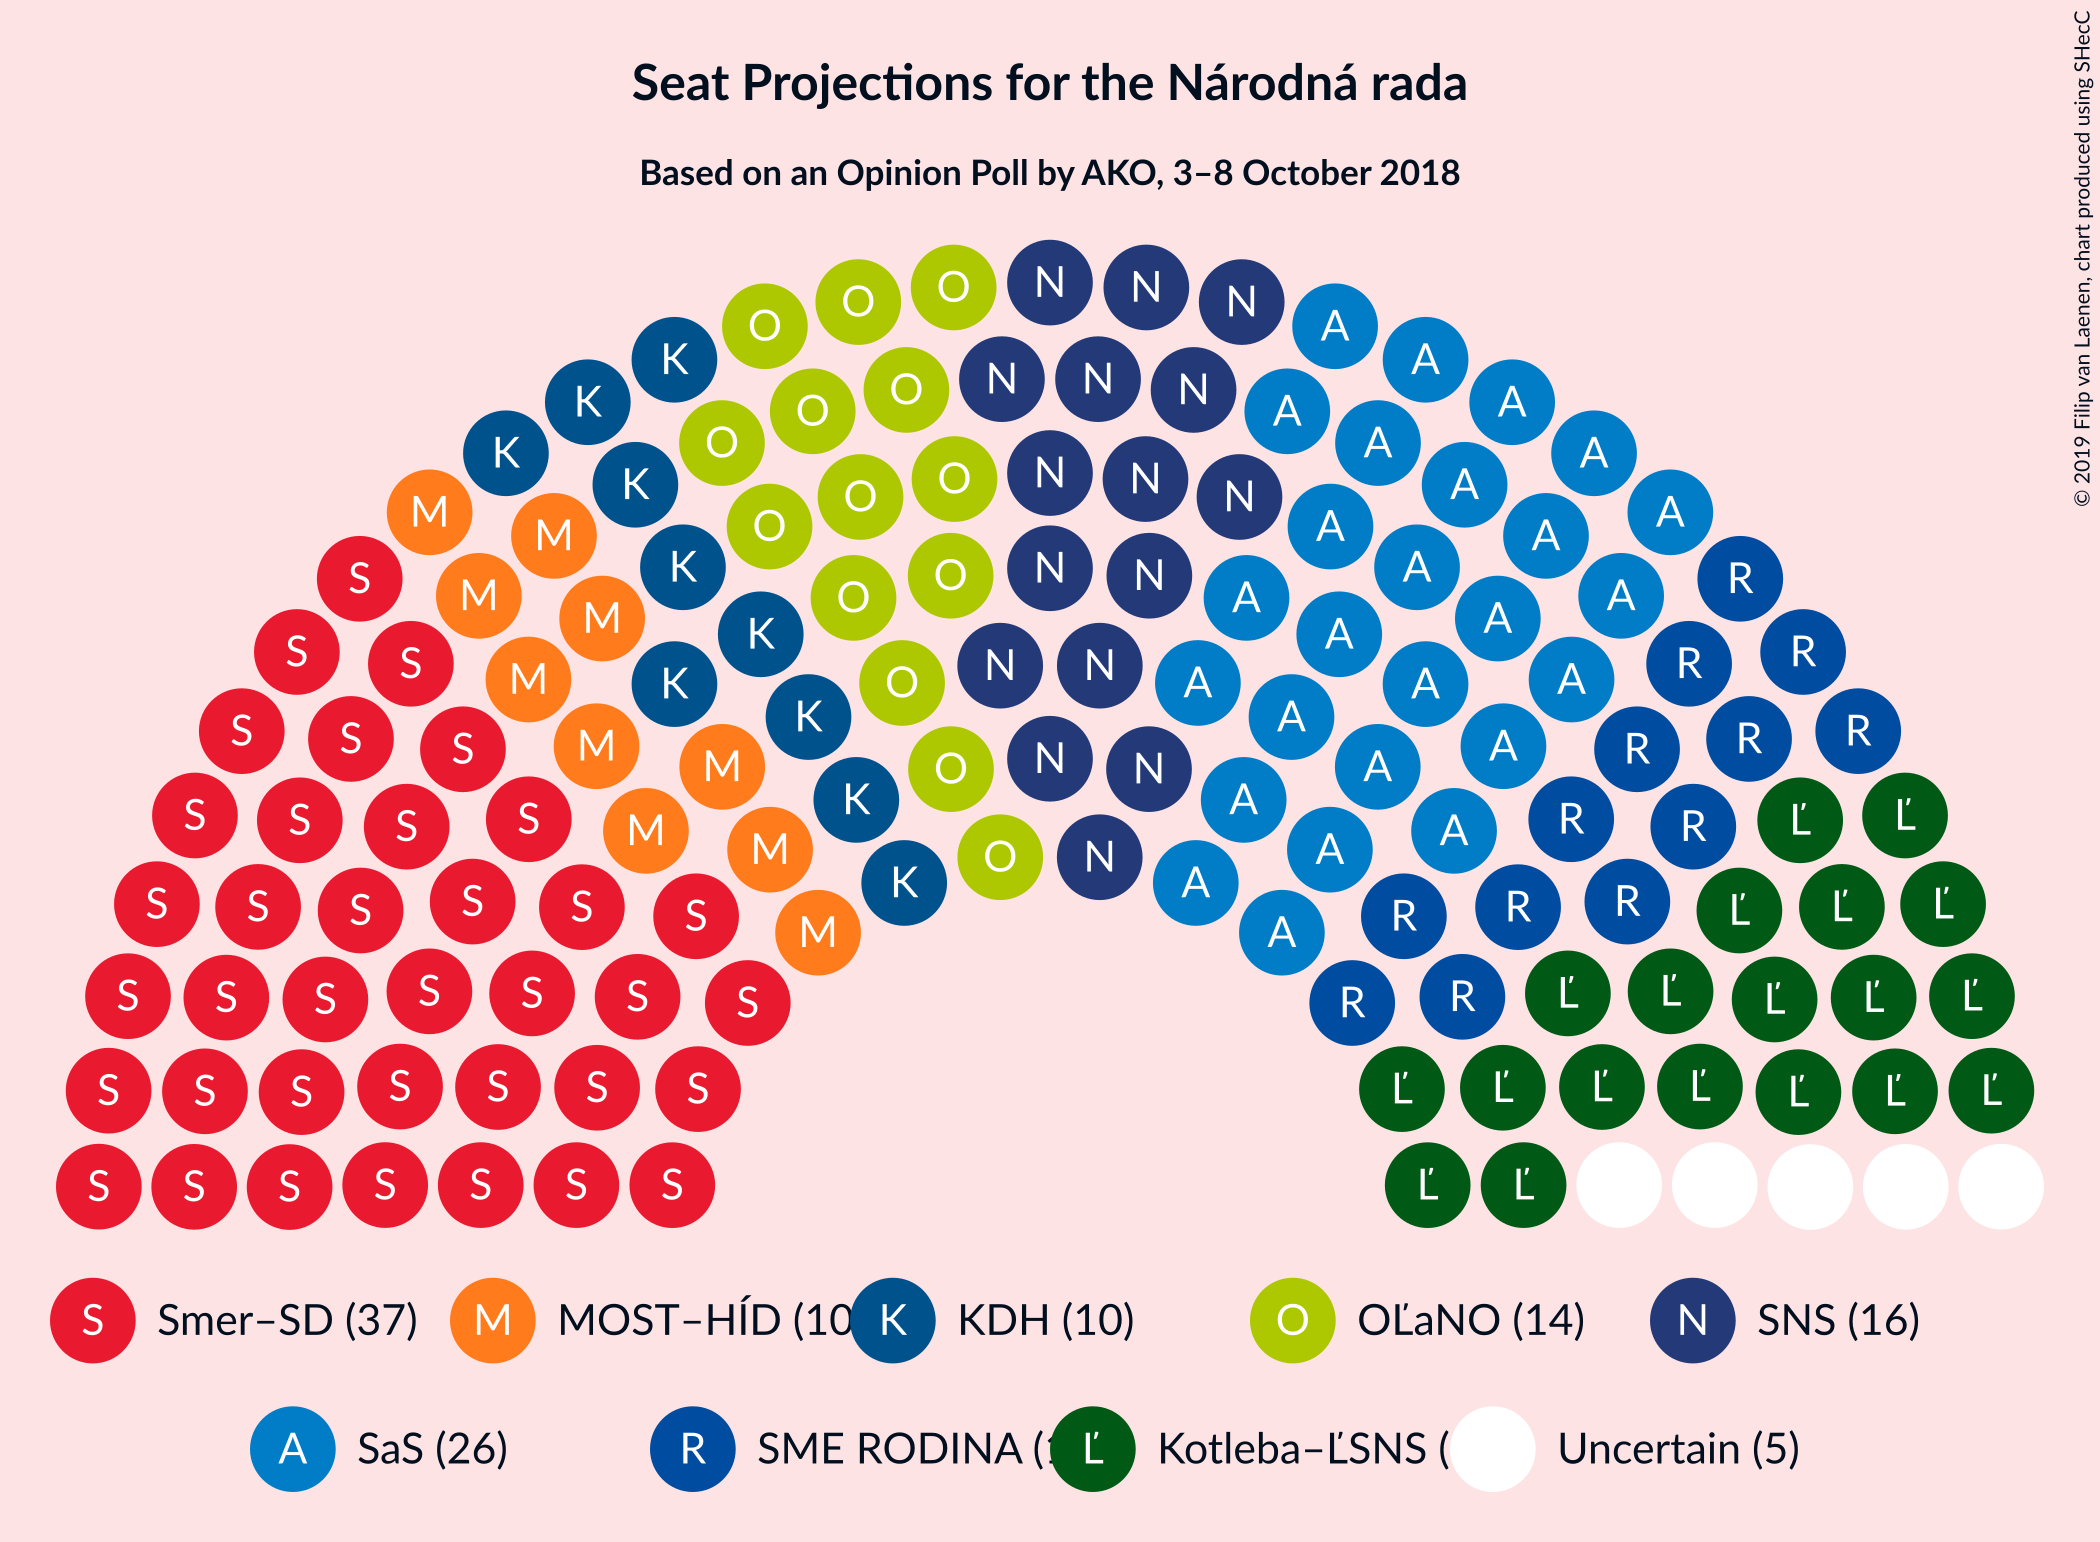 Seat Projections for the Národná rada
Based on an Opinion Poll by AKO, 3–8 October 2018
© 2019 Filip van Laenen, chart produced using SHecC
N
O N
O N
O A
K N A
K O N A
K O N A
M K O N A
M K O N A
S M K O N A R
S M K O N A R
S M K O N A R
S M K O N A R Ľ
S M K O N A R Ľ
S Smer–SD (37) M MOST–HÍD (10 K KDH (10) O OĽaNO (14) N SNS (16)
A SaS (26) R SME RODINA ( Ľ Kotleba–ĽSNS ( Uncertain (5)